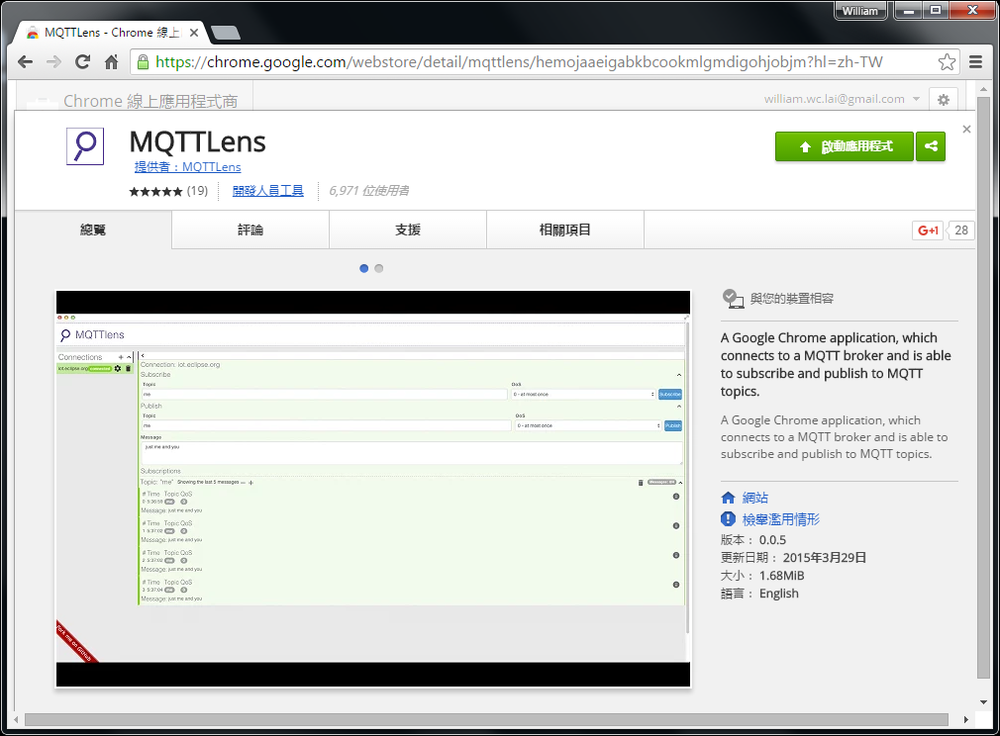 William
MQTTLens - Chrome 線上
https://chrome.google.com/webstore/detail/mqttlens/hemojaaeigabkbcookmlgmdigohjobjm?hl=zh-TW
Chrome 線上應用程式商
william.wc.lai@gmail.com
MQTTLens
啟動應用程式
提供者：MQTTLens
(19)
開發人員工具
6,971 位使用者
總覽
評論
支援
相關項目
G+1
28
MQTTlens
Connections
iot.eclipse.org
connected
Connection: iot.eclipse.org
Subscribe
Topic
QoS
me
0 - at most once
Subscribe
Publish
Topic
QoS
me
0 - at most once
Publish
Message
just me and you
Subscriptions
Topic: "me" Showing the last 5 messages — +
# Time Topic QoS
0 5:36:59 me 0
Message: just me and you
# Time Topic QoS
1 5:37:02 me 0
Message: just me and you
# Time Topic QoS
2 5:37:02 me 0
Message: just me and you
# Time Topic QoS
3 5:37:04 me 0
Message: just me and you
Fork me on GitHub
與您的裝置相容
A Google Chrome application, which
connects to a MQTT broker and is able
to subscribe and publish to MQTT
topics.
A Google Chrome application, which
connects to a MQTT broker and is able to
subscribe and publish to MQTT topics.
網站
檢舉濫用情形
版本： 0.0.5
更新日期： 2015年3月29日
大小： 1.68MiB
語言： English